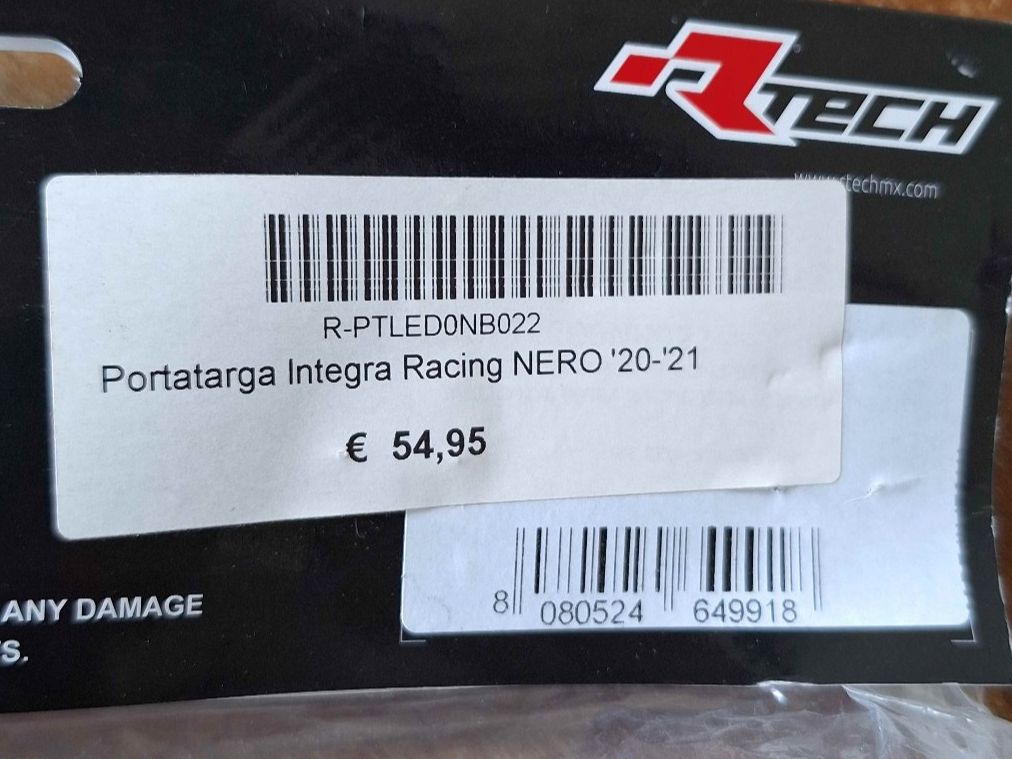 RTECH
www.rtechmx.com
R-PTLED0NB022
Portatarga Integra Racing NERO '20-'21
€ 54,95
8 080524 649918
ANY DAMAGE
S.